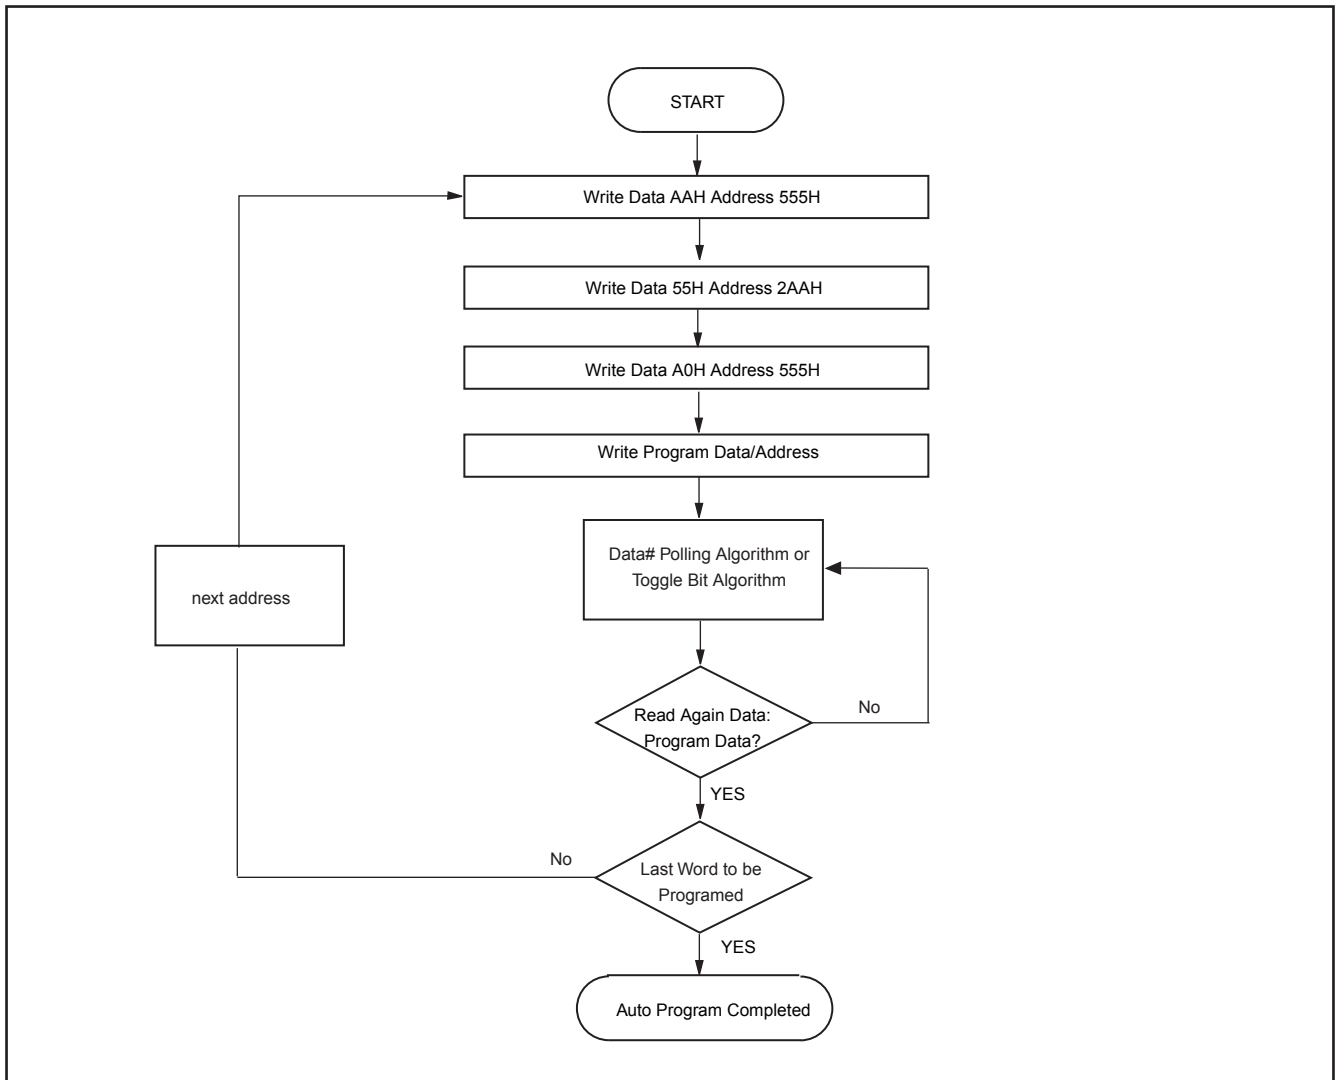 START
Write Data AAH Address 555H
Write Data 55H Address 2AAH
Write Data A0H Address 555H
Write Program Data/Address
Data# Polling Algorithm or
Toggle Bit Algorithm
next address
Read Again Data:
Program Data?
No
YES
No
Last Word to be
Programed
YES
Auto Program Completed